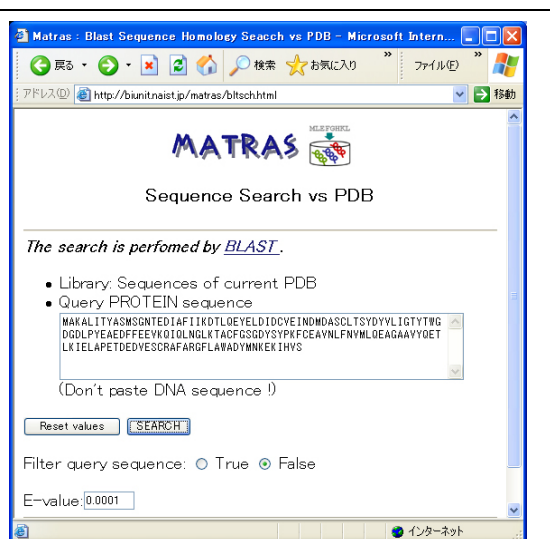 Matras : Blast Sequence Homology Seacch vs PDB - Microsoft Intern...
戻る 検索 お気に入り » ファイル(F) »
アドレス(D) http://biunit.naist.jp/matras/bltsch.html 移動
MLEFGHKL
MATRAS
Sequence Search vs PDB
The search is perfomed by BLAST .
• Library: Sequences of current PDB
• Query PROTEIN sequence
MAKALITYASMSGNTEDIAFIIKDTLQEYELDIDCVEINDMDASCLTSYDYVLIGTYTWG
DGDLPYEAEDFFEEVKQIQLNGLKTACFGSGDYSYPKFCEAVNLFNVMLQEAGAAVYQET
LKIELAPETDEDVESCRAFARGFLAWADYMNKEKIHVS
(Don't paste DNA sequence !)
Reset values SEARCH
Filter query sequence: True False
E-value: 0.0001
インターネット